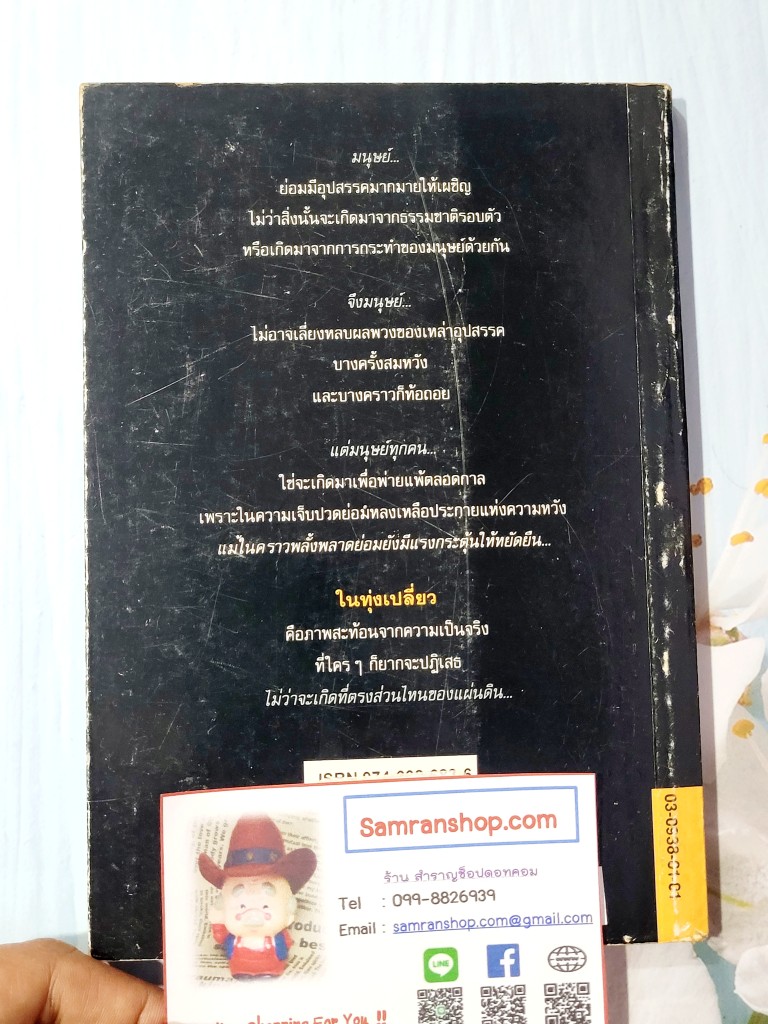 มนุษย์...
ย่อมมีอุปสรรคมากมายให้เผชิญ
ไม่ว่าสิ่งนั้นจะเกิดมาจากธรรมชาติรอบตัว
หรือเกิดมาจากการกระทำของมนุษย์ด้วยกัน
จึงมนุษย์...
ไม่อาจเลี่ยงหลบผลพวงของเหล่าอุปสรรค
บางครั้งสมหวัง
และบางคราวก็ท้อถอย
แต่มนุษย์ทุกคน...
ใช่จะเกิดมาเพื่อพ่ายแพ้ตลอดกาล
เพราะในความเจ็บปวดย่อมหลงเหลือประกายแห่งความหวัง
แม้ในคราวพลั้งพลาดย่อมยังมีแรงกระตุ้นให้หยัดยืน...
ในทุ่งเปลี่ยว
คือภาพสะท้อนจากความเป็นจริง
ที่ใคร ๆ ก็ยากจะปฏิเสธ
ไม่ว่าจะเกิดที่ตรงส่วนไหนของแผ่นดิน...
ISBN
03-0938-01-01
Samranshop.com
ร้าน สำราญช็อปดอทคอม
Tel : 099-8826939
Email : samranshop.com@gmail.com
LINE
For You !!